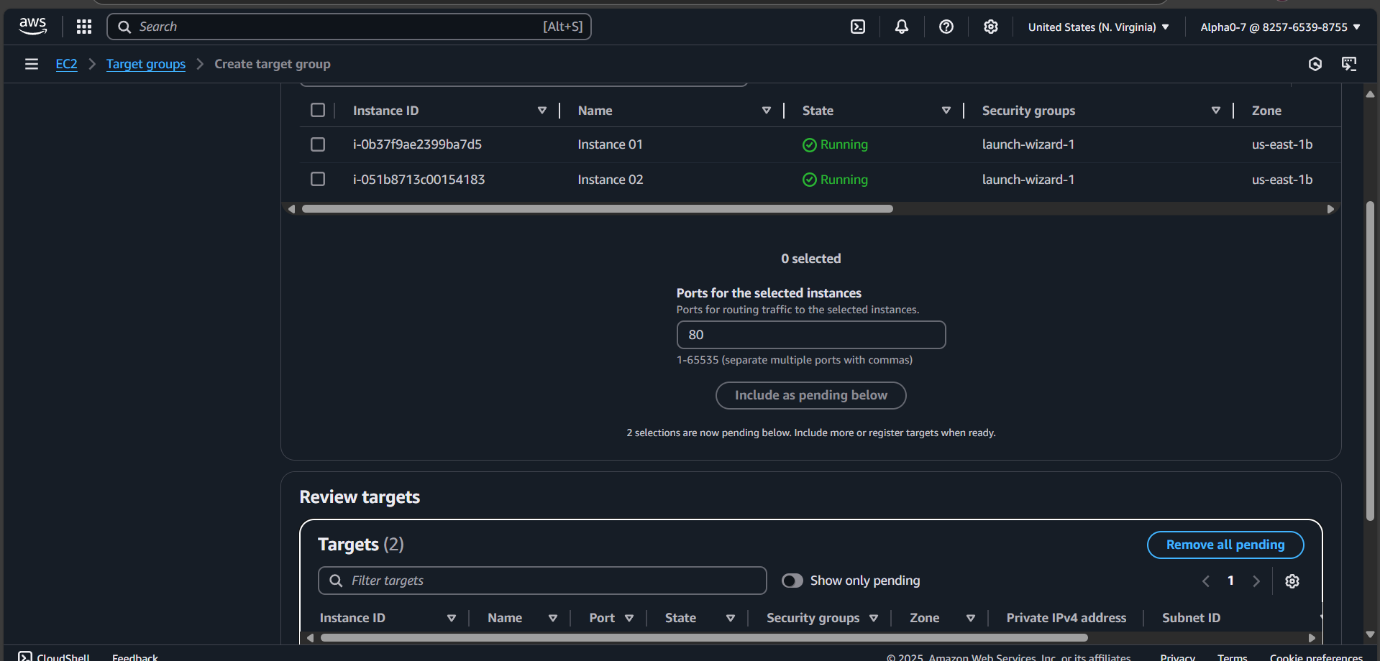 aws Search [Alt+S] United States (N. Virginia) Alpha0-7 @ 8257-6539-8755
EC2 Target groups Create target group
Instance ID Name State Security groups Zone
i-0b37f9ae2399ba7d5 Instance 01 Running launch-wizard-1 us-east-1b
i-051b8713c00154183 Instance 02 Running launch-wizard-1 us-east-1b
0 selected
Ports for the selected instances
Ports for routing traffic to the selected instances.
80
1-65535 (separate multiple ports with commas)
Include as pending below
2 selections are now pending below. Include more or register targets when ready.
Review targets
Targets (2) Remove all pending
Filter targets Show only pending 1
Instance ID Name Port State Security groups Zone Private IPv4 address Subnet ID
CloudShell Feedback © 2025, Amazon Web Services, Inc. or its affiliates. Privacy Terms Cookie preferences